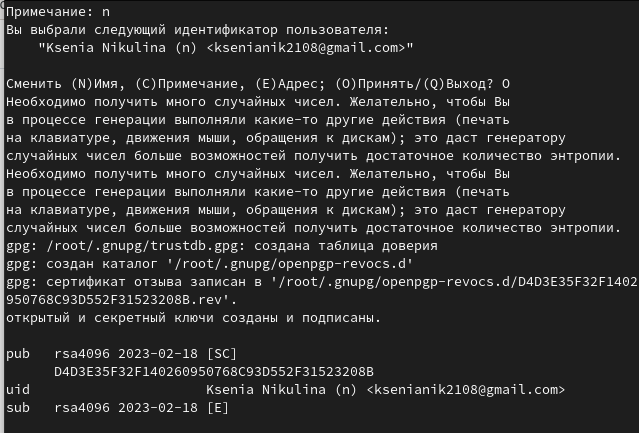 Примечание: n
Вы выбрали следующий идентификатор пользователя:
    "Ksenia Nikulina (n) <ksenianik2108@gmail.com>"

Сменить (N)Имя, (C)Примечание, (E)Адрес; (O)Принять/(Q)Выход? O
Необходимо получить много случайных чисел. Желательно, чтобы Вы
в процессе генерации выполняли какие-то другие действия (печать
на клавиатуре, движения мыши, обращения к дискам); это даст генератору
случайных чисел больше возможностей получить достаточное количество энтропии.
Необходимо получить много случайных чисел. Желательно, чтобы Вы
в процессе генерации выполняли какие-то другие действия (печать
на клавиатуре, движения мыши, обращения к дискам); это даст генератору
случайных чисел больше возможностей получить достаточное количество энтропии.
gpg: /root/.gnupg/trustdb.gpg: создана таблица доверия
gpg: создан каталог '/root/.gnupg/openpgp-revocs.d'
gpg: сертификат отзыва записан в '/root/.gnupg/openpgp-revocs.d/D4D3E35F32F1402
60950768C93D552F31523208B.rev'.
открытый и секретный ключи созданы и подписаны.

pub   rsa4096 2023-02-18 [SC]
      D4D3E35F32F140260950768C93D552F31523208B
uid                      Ksenia Nikulina (n) <ksenianik2108@gmail.com>
sub   rsa4096 2023-02-18 [E]